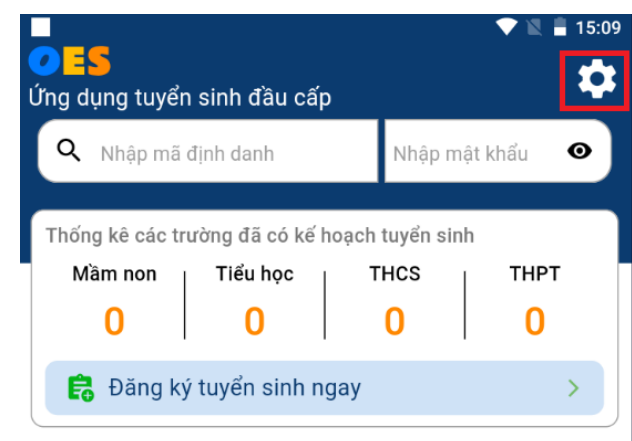 15:09
OES
Ứng dụng tuyển sinh đầu cấp
Nhập mã định danh
Nhập mật khẩu
Thống kê các trường đã có kế hoạch tuyển sinh
Mầm non Tiểu học THCS THPT
0 0 0 0
Đăng ký tuyển sinh ngay